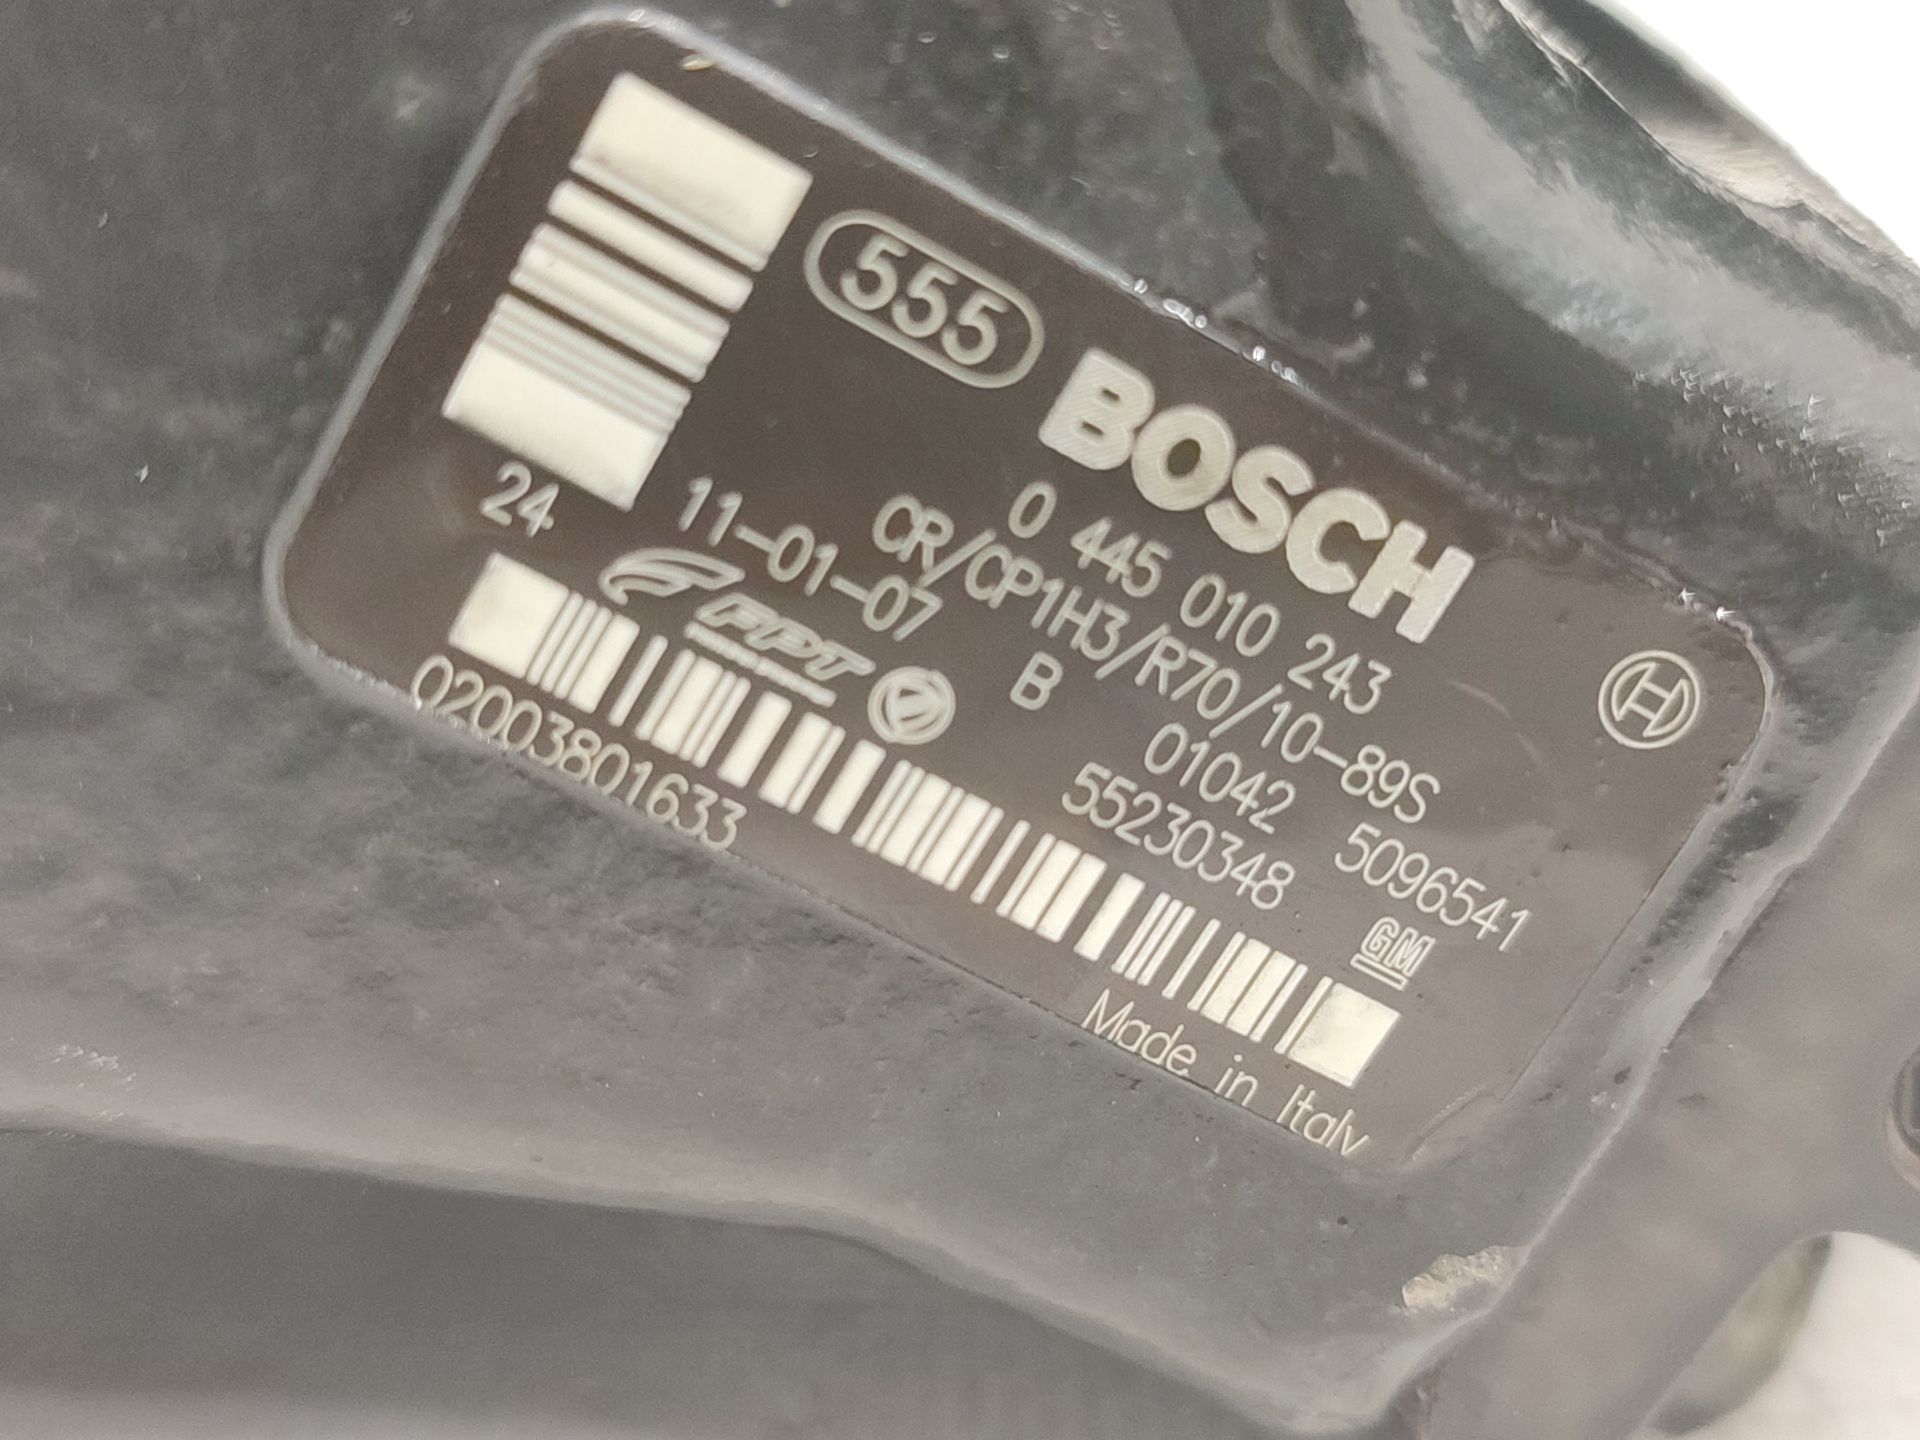 555
BOSCH
0 445 010 243
CR/CP1H3/R70/10-89S
24
11-01-07
B
01042
5096541
FPT
55230348
GM
02003801633
Made in Italy